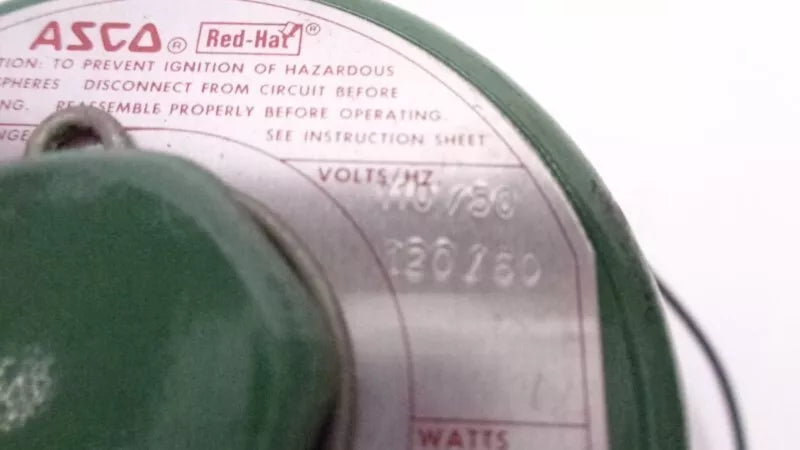 ASCO® Red-Hat®
TION: TO PREVENT IGNITION OF HAZARDOUS
SPHERES DISCONNECT FROM CIRCUIT BEFORE
NG. REASSEMBLE PROPERLY BEFORE OPERATING.
NGE
SEE INSTRUCTION SHEET
VOLTS/HZ.
110/50
120/60
WATTS